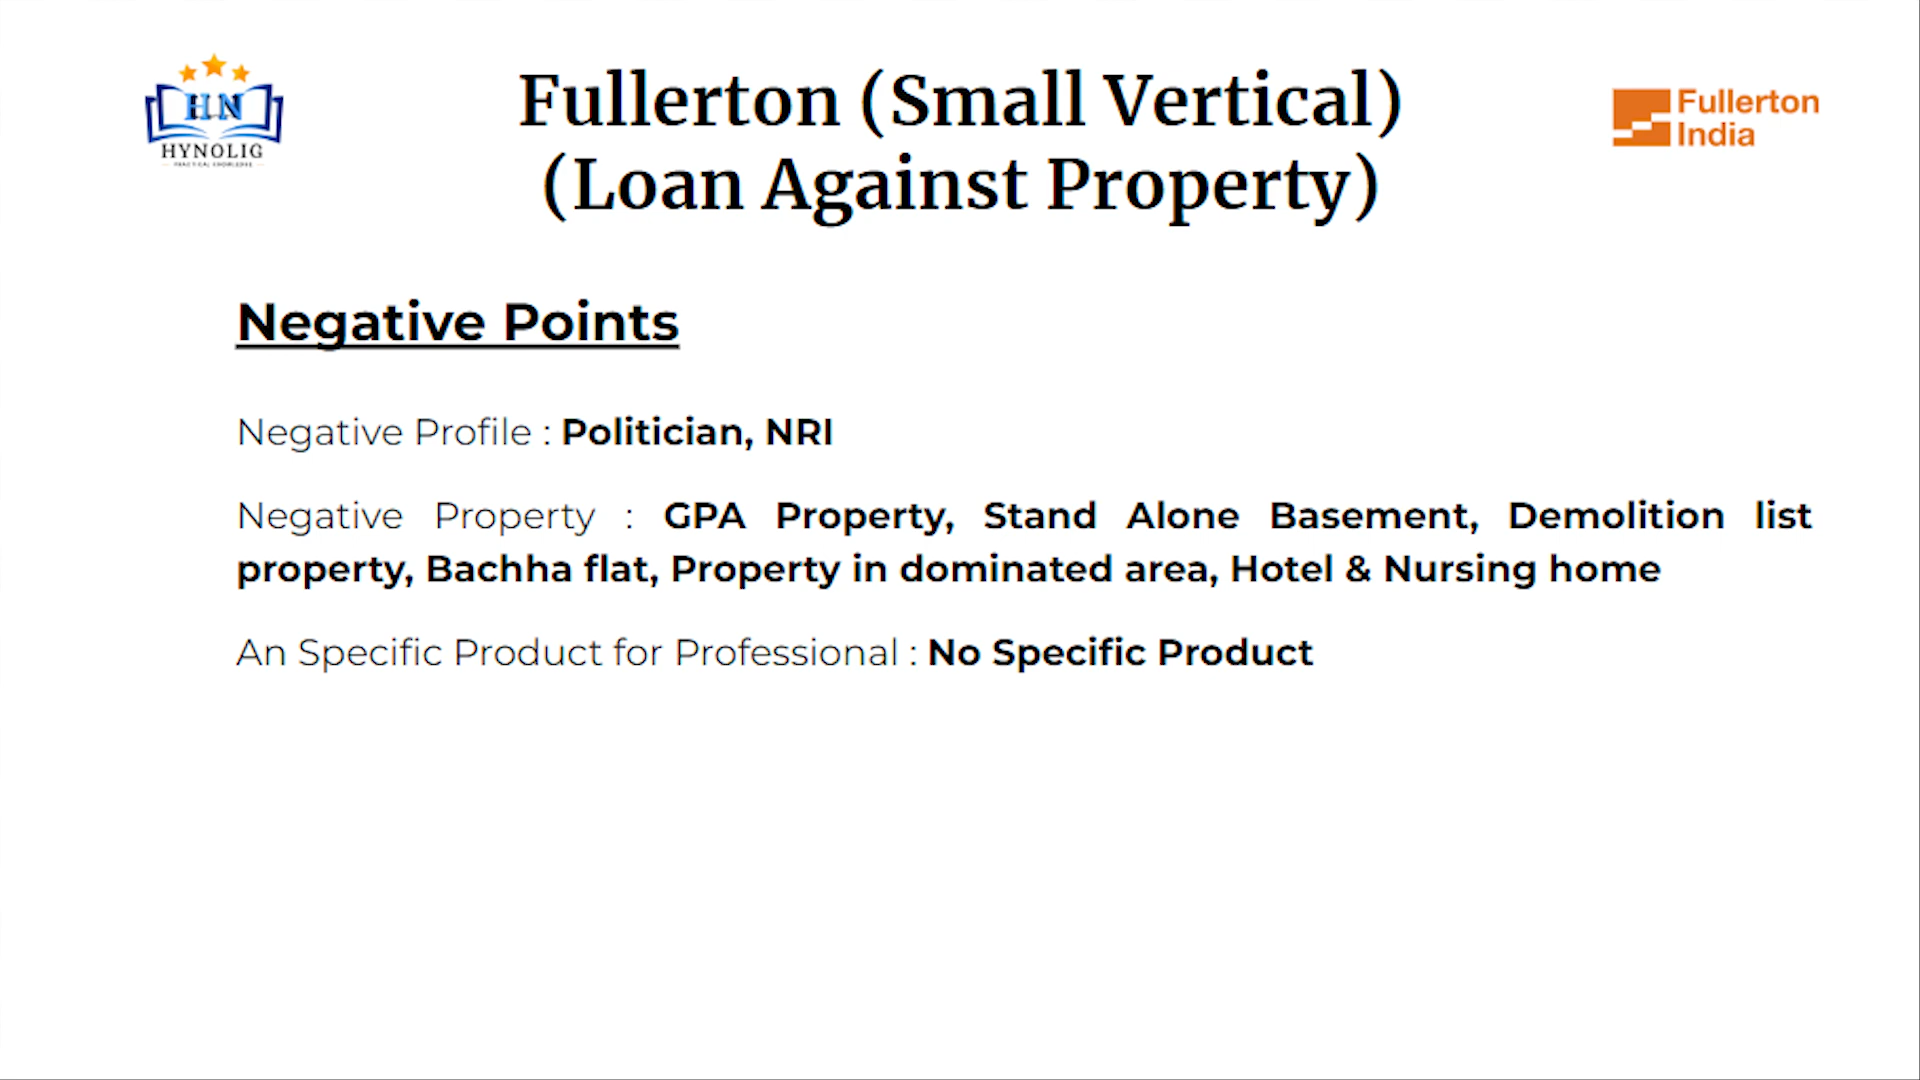 HN
HYNOLIG
PRACTICAL KNOWLEDGE
Fullerton (Small Vertical)
(Loan Against Property)
Fullerton
India
Negative Points
Negative Profile : Politician, NRI
Negative Property : GPA Property, Stand Alone Basement, Demolition list
property, Bachha flat, Property in dominated area, Hotel & Nursing home
An Specific Product for Professional : No Specific Product